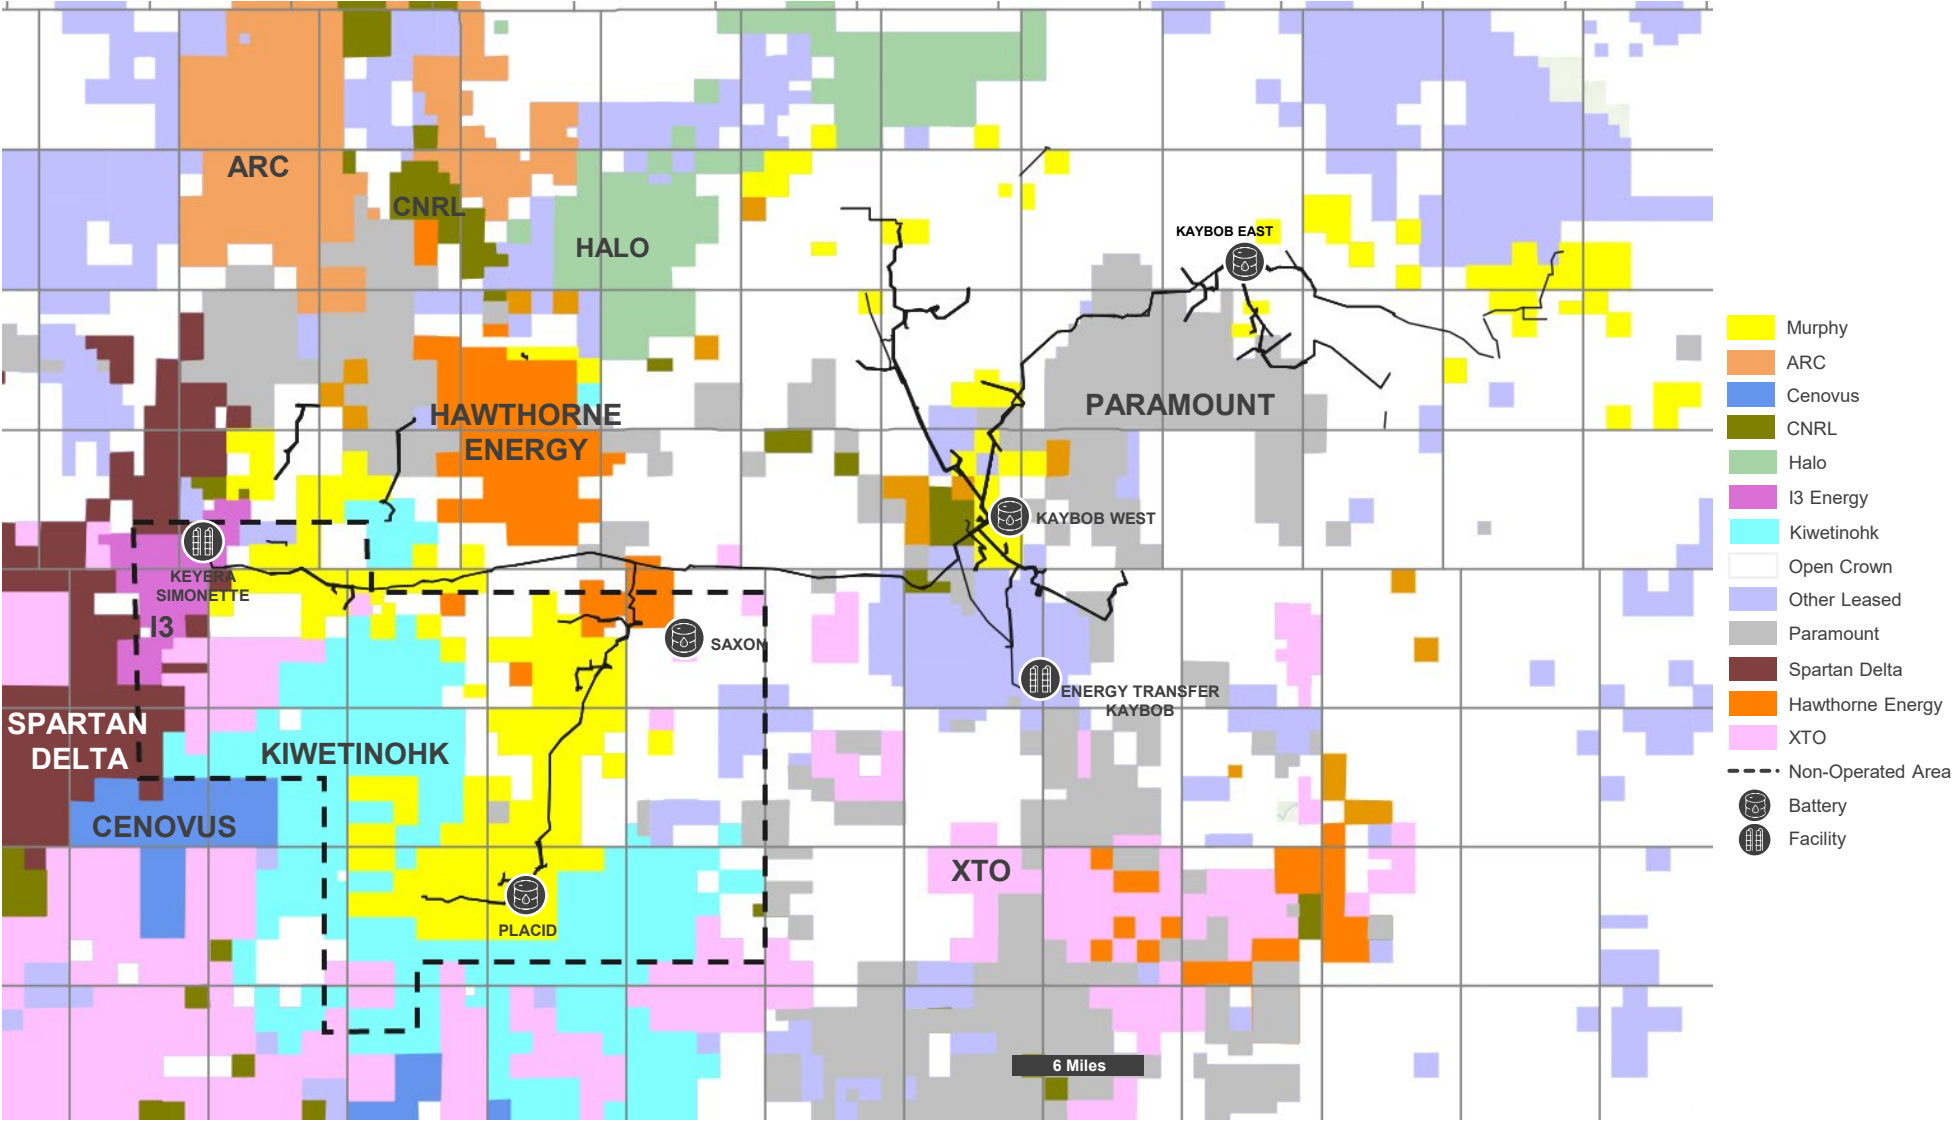 ARC
CNRL
HALO
KAYBOB EAST
HAWTHORNE
ENERGY
PARAMOUNT
KAYBOB WEST
KEYERA
SIMONETTE
I3
SAXON
ENERGY TRANSFER
KAYBOB
SPARTAN
DELTA
KIWETINOHK
CENOVUS
XTO
PLACID
6 Miles
Murphy
ARC
Cenovus
CNRL
Halo
I3 Energy
Kiwetinohk
Open Crown
Other Leased
Paramount
Spartan Delta
Hawthorne Energy
XTO
Non-Operated Area
Battery
Facility